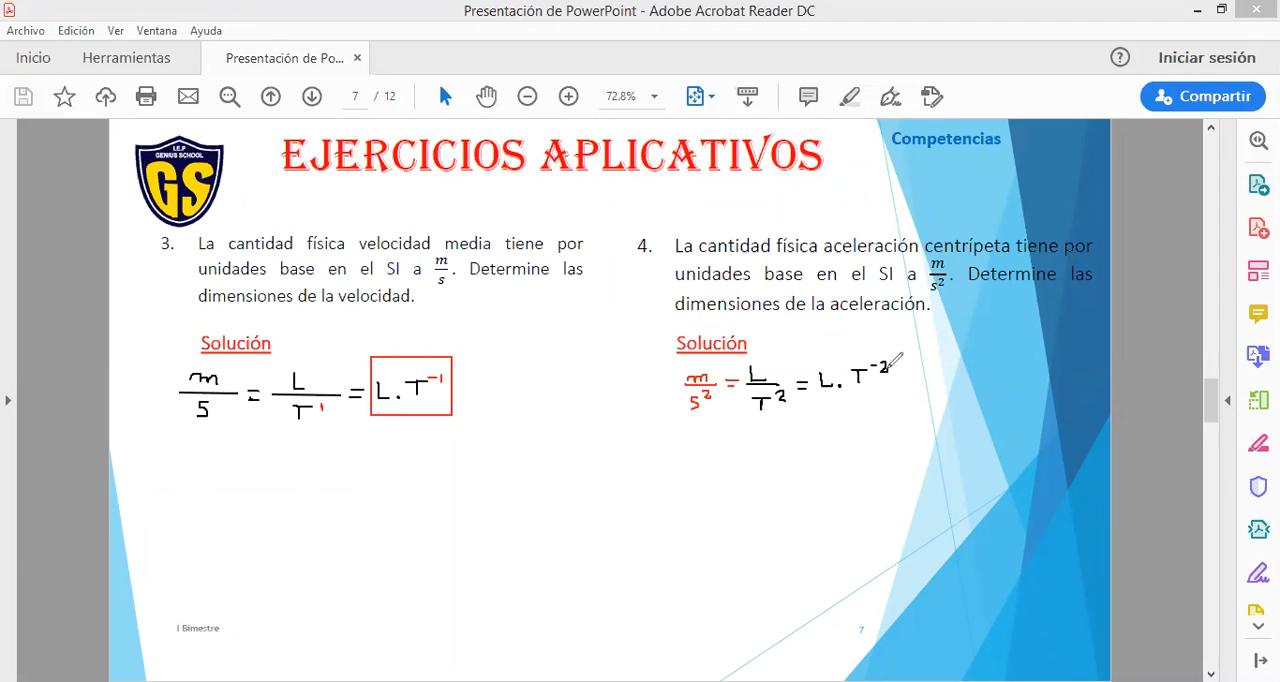 Presentación de PowerPoint - Adobe Acrobat Reader DC
Archivo Edición Ver Ventana Ayuda
Inicio Herramientas Presentación de Po... × Iniciar sesión
7 / 12 72.8% Compartir
I.E.P
GENIUS SCHOOL
GS
EJERCICIOS APLICATIVOS
Competencias
3. La cantidad física velocidad media tiene por
unidades base en el SI a m/s. Determine las
dimensiones de la velocidad.
Solución
m/s = L/T¹ = L. T⁻¹
4. La cantidad física aceleración centrípeta tiene por
unidades base en el SI a m/s². Determine las
dimensiones de la aceleración.
Solución
m/s² = L/T² = L. T⁻²
I Bimestre
7